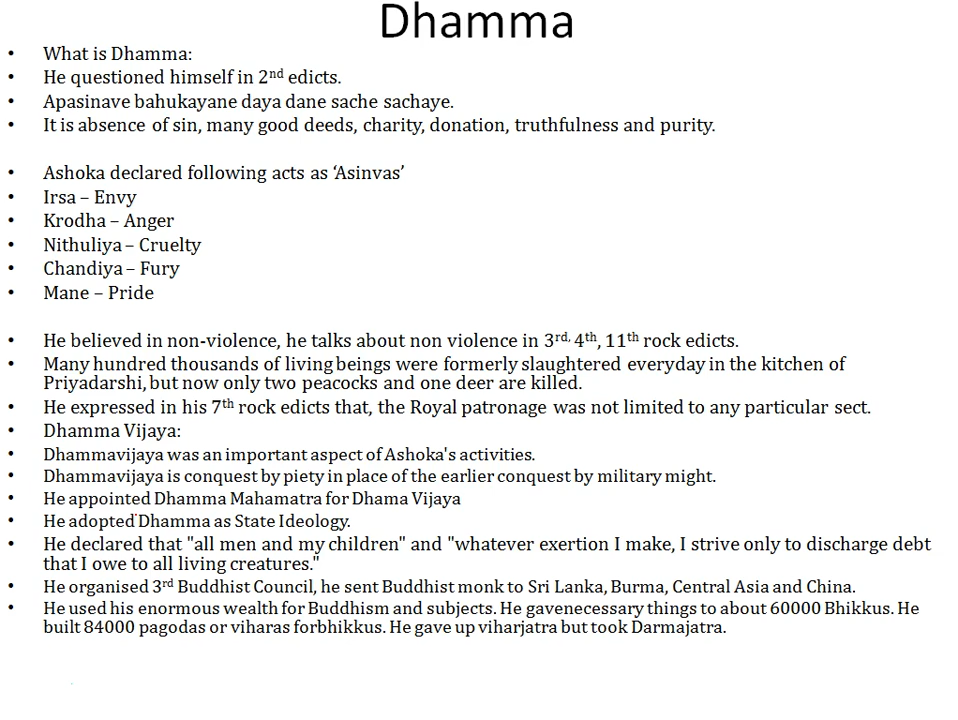 Dhamma
• What is Dhamma:
• He questioned himself in 2nd edicts.
• Apasinave bahukayane daya dane sache sachaye.
• It is absence of sin, many good deeds, charity, donation, truthfulness and purity.
• Ashoka declared following acts as ‘Asinvas’
• Irsa – Envy
• Krodha – Anger
• Nithuliya – Cruelty
• Chandiya – Fury
• Mane – Pride
• He believed in non-violence, he talks about non violence in 3rd, 4th, 11th rock edicts.
• Many hundred thousands of living beings were formerly slaughtered everyday in the kitchen of
Priyadarshi, but now only two peacocks and one deer are killed.
• He expressed in his 7th rock edicts that, the Royal patronage was not limited to any particular sect.
• Dhamma Vijaya:
• Dhammavijaya was an important aspect of Ashoka's activities.
• Dhammavijaya is conquest by piety in place of the earlier conquest by military might.
• He appointed Dhamma Mahamatra for Dhama Vijaya
• He adopted Dhamma as State Ideology.
• He declared that "all men and my children" and "whatever exertion I make, I strive only to discharge debt
that I owe to all living creatures."
• He organised 3rd Buddhist Council, he sent Buddhist monk to Sri Lanka, Burma, Central Asia and China.
• He used his enormous wealth for Buddhism and subjects. He gavenecessary things to about 60000 Bhikkus. He
built 84000 pagodas or viharas forbhikkus. He gave up viharjatra but took Darmajatra.